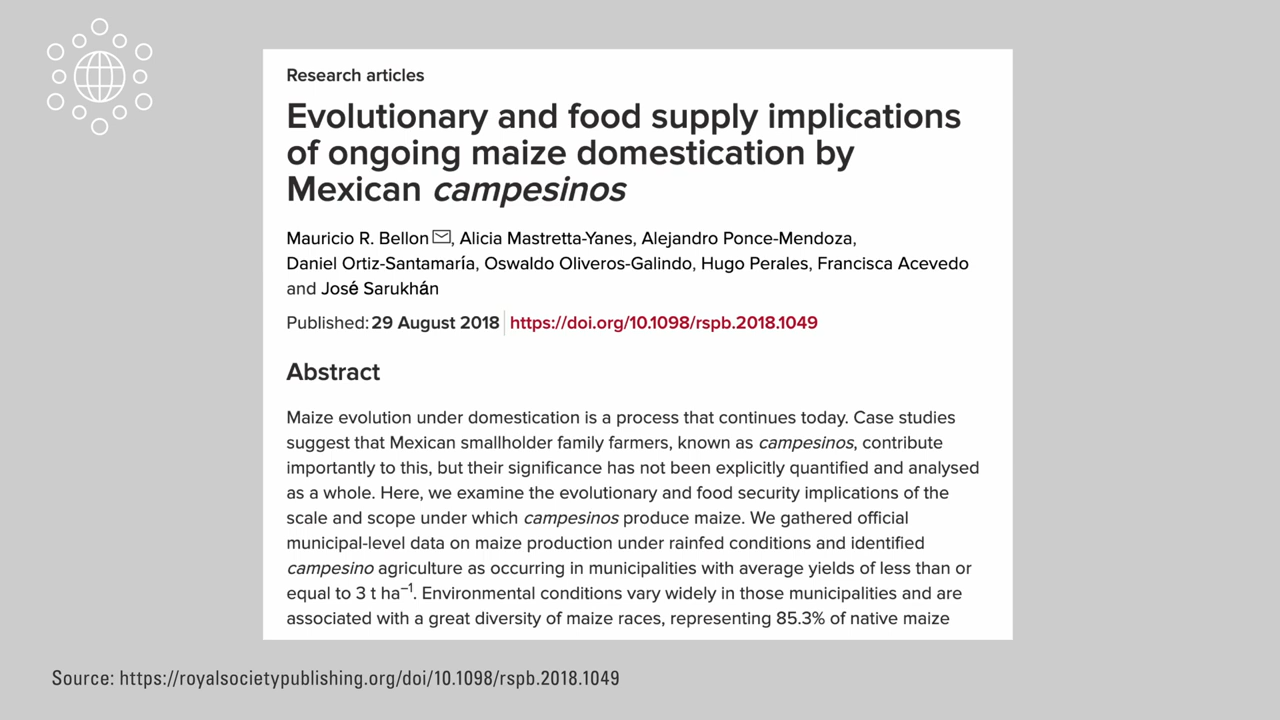 Research articles
Evolutionary and food supply implications
of ongoing maize domestication by
Mexican campesinos
Mauricio R. Bellon, Alicia Mastretta-Yanes, Alejandro Ponce-Mendoza,
Daniel Ortiz-Santamaría, Oswaldo Oliveros-Galindo, Hugo Perales, Francisca Acevedo
and José Sarukhán
Published: 29 August 2018 https://doi.org/10.1098/rspb.2018.1049
Abstract
Maize evolution under domestication is a process that continues today. Case studies
suggest that Mexican smallholder family farmers, known as campesinos, contribute
importantly to this, but their significance has not been explicitly quantified and analysed
as a whole. Here, we examine the evolutionary and food security implications of the
scale and scope under which campesinos produce maize. We gathered official
municipal-level data on maize production under rainfed conditions and identified
campesino agriculture as occurring in municipalities with average yields of less than or
equal to 3 t ha⁻¹. Environmental conditions vary widely in those municipalities and are
associated with a great diversity of maize races, representing 85.3% of native maize
Source: https://royalsocietypublishing.org/doi/10.1098/rspb.2018.1049